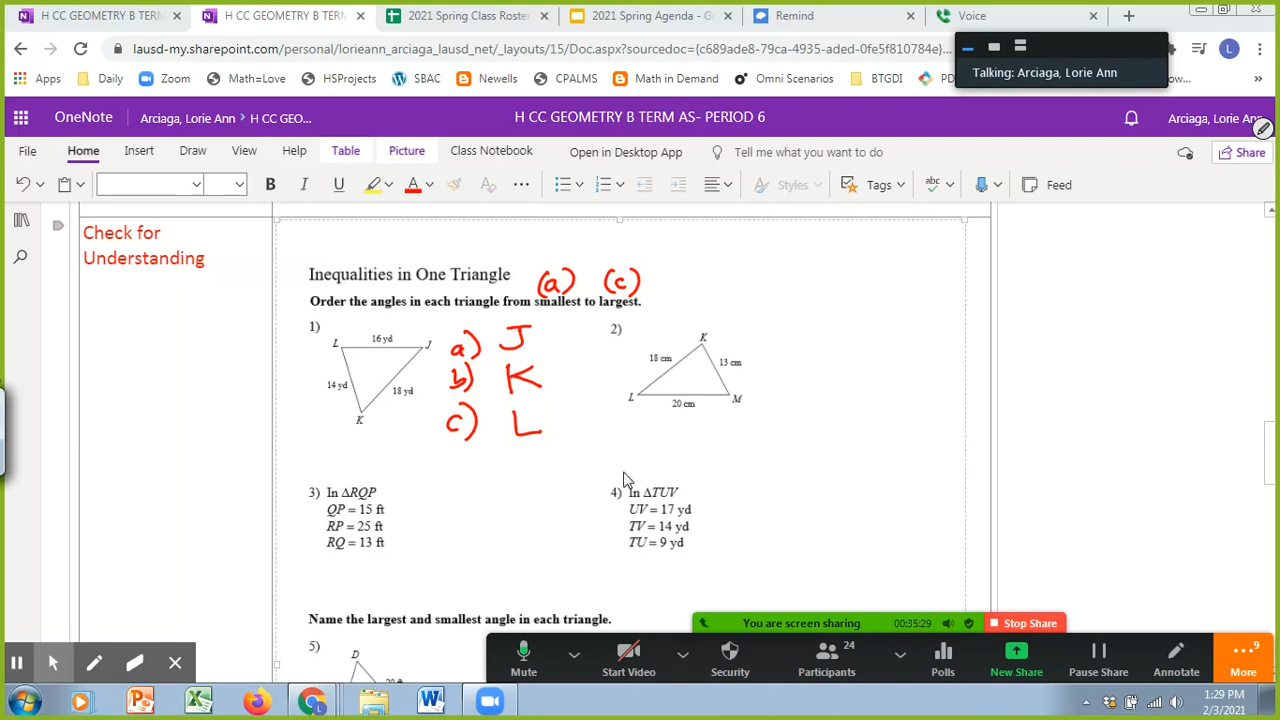 H CC GEOMETRY B TERM
H CC GEOMETRY B TERM AS
2021 Spring Class Roster
2021 Spring Agenda - G
Remind
Voice
lausd-my.sharepoint.com/personal/lorieann_arciaga_lausd_net/_layouts/15/Doc.aspx?sourcedoc={c689ade8-79ca-4935-aded-0fe5f810784e}...
L
Talking: Arciaga, Lorie Ann
Apps
Daily
Zoom
Math=Love
HSProjects
SBAC
Newells
CPALMS
Math in Demand
Omni Scenarios
BTGDI
PD
»
OneNote
Arciaga, Lorie Ann > H CC GEO...
H CC GEOMETRY B TERM AS- PERIOD 6
Arciaga, Lorie Ann
File
Home
Insert
Draw
View
Help
Table
Picture
Class Notebook
Open in Desktop App
Tell me what you want to do
Share
B I U A ... Styles Tags abc Feed
Check for
Understanding
Inequalities in One Triangle
(a) (c)
Order the angles in each triangle from smallest to largest.
1)
L
16 yd
J
14 yd
18 yd
K
a) J
b) K
c) L
2)
K
18 cm
13 cm
L
20 cm
M
3) In ΔRQP
QP = 15 ft
RP = 25 ft
RQ = 13 ft
4) In ΔTUV
UV = 17 yd
TV = 14 yd
TU = 9 yd
Name the largest and smallest angle in each triangle.
5)
D
You are screen sharing
00:35:29
Stop Share
Mute
Start Video
Security
24
Participants
Polls
New Share
Pause Share
Annotate
9
More
1:29 PM
2/3/2021